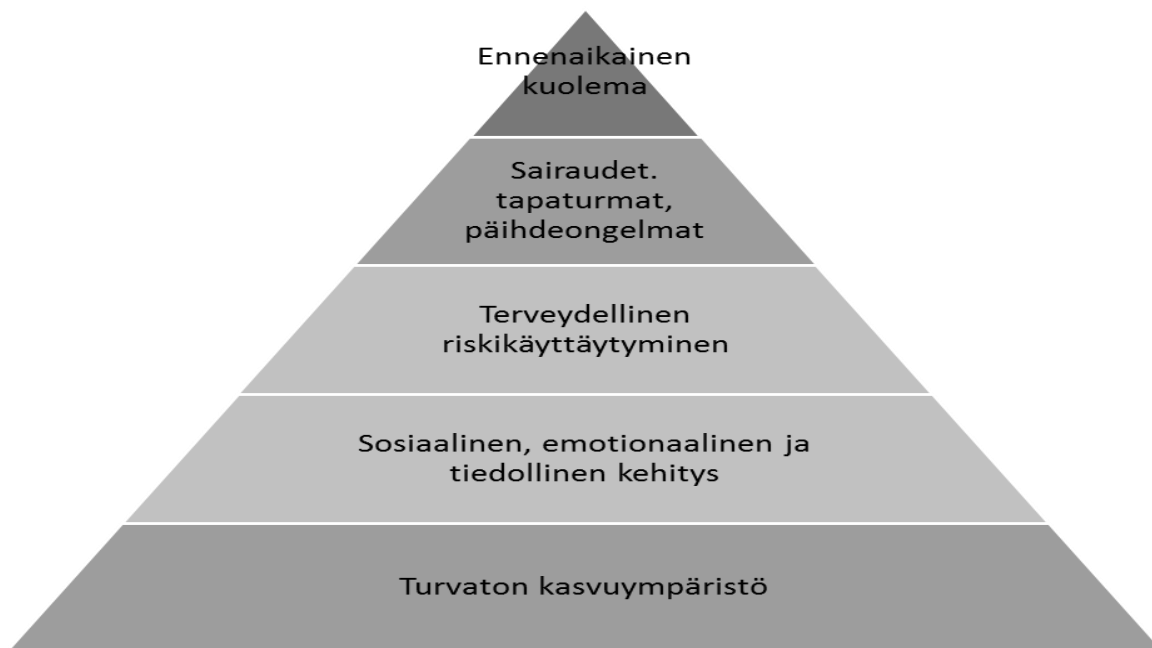 Ennenaikainen
kuolema
Sairaudet.
tapaturmat,
päihdeongelmat
Terveydellinen
riskikäyttäytyminen
Sosiaalinen, emotionaalinen ja
tiedollinen kehitys
Turvaton kasvuympäristö